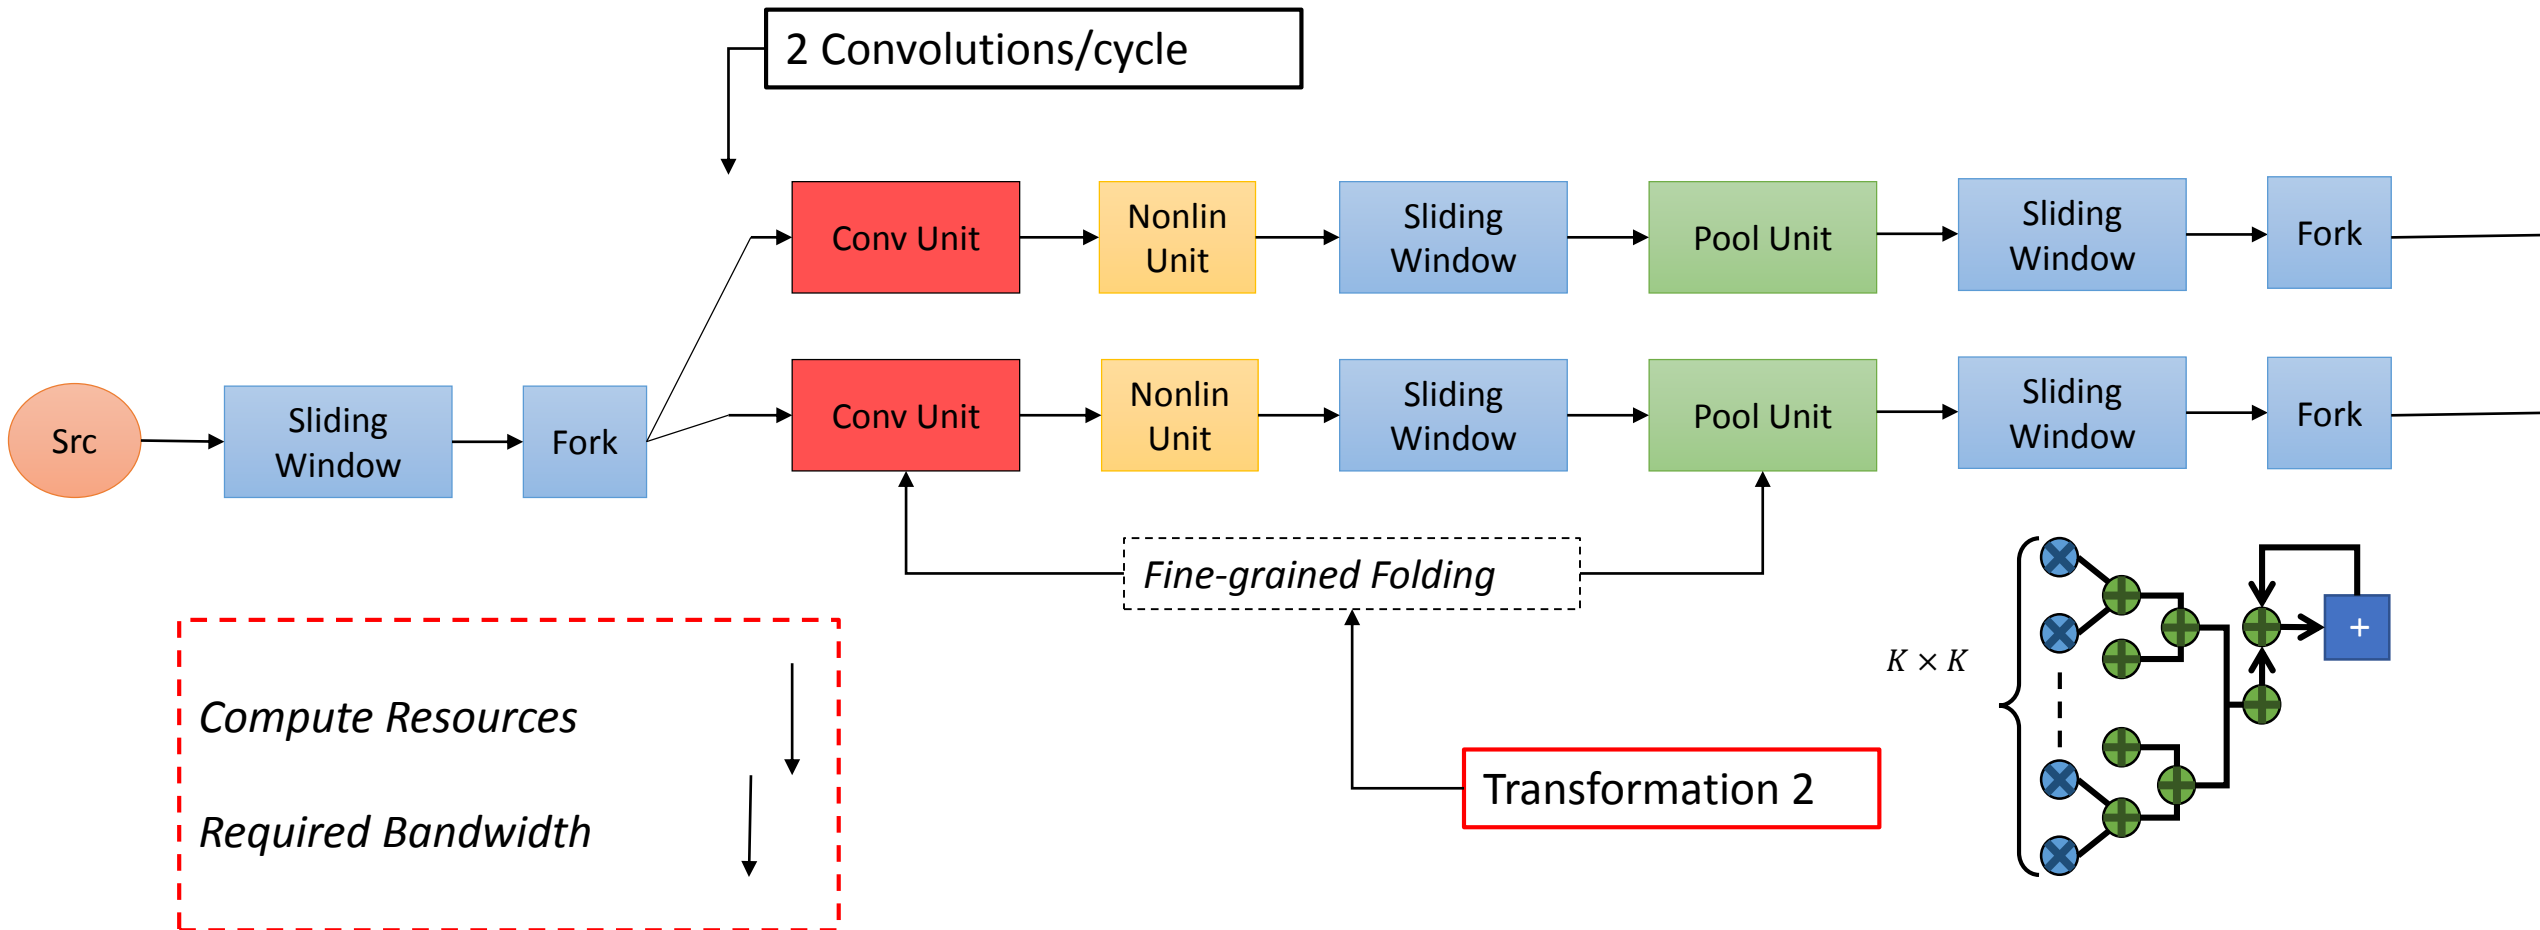 2 Convolutions/cycle
Conv Unit
Nonlin
Unit
Sliding
Window
Pool Unit
Sliding
Window
Fork
Src
Sliding
Window
Fork
Conv Unit
Nonlin
Unit
Sliding
Window
Pool Unit
Sliding
Window
Fork
Fine-grained Folding
Transformation 2
Compute Resources
Required Bandwidth
K × K
+